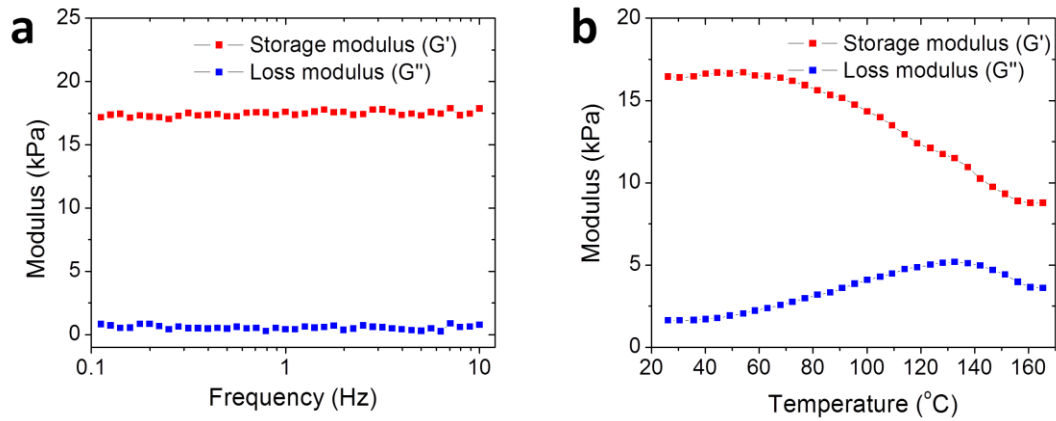 a
25
20
15
10
5
0
Modulus (kPa)
Storage modulus (G')
Loss modulus (G")
0.1
1
10
Frequency (Hz)
b
20
15
10
5
0
Modulus (kPa)
Storage modulus (G')
Loss modulus (G")
20 40 60 80 100 120 140 160
Temperature (°C)